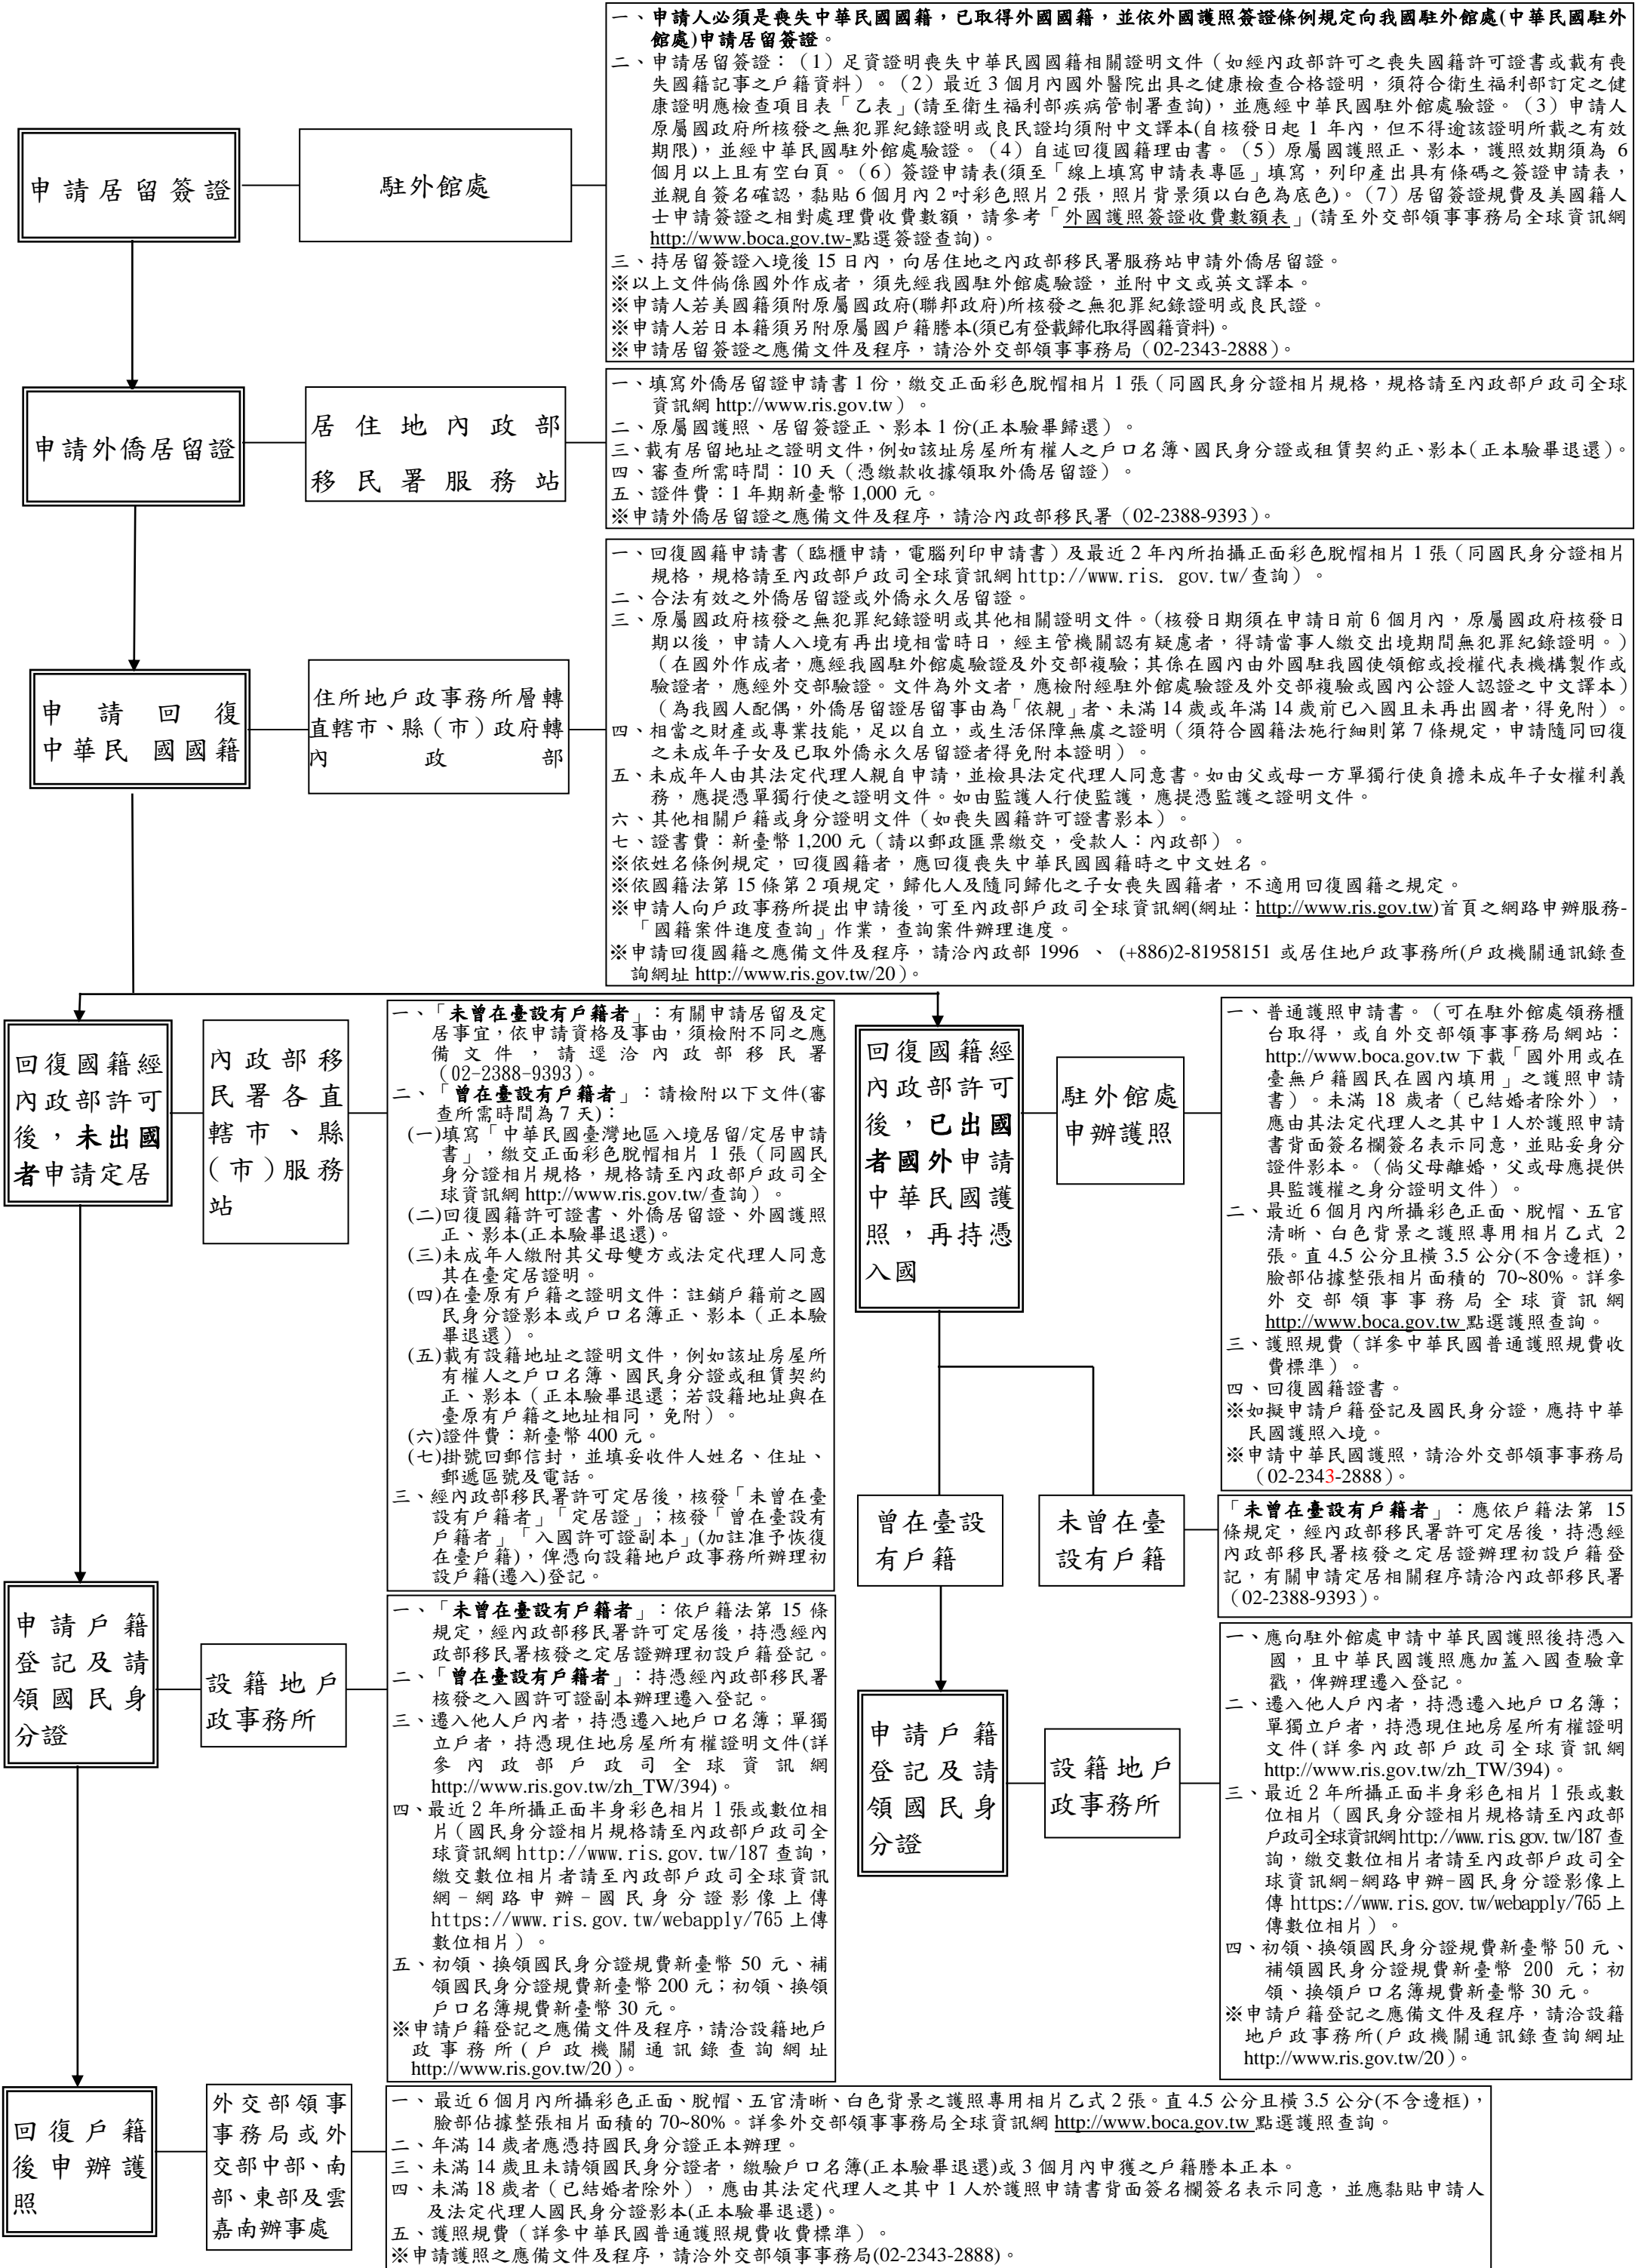 申請居留簽證
駐外館處
一、申請人必須是喪失中華民國國籍，已取得外國國籍，並依外國護照簽證條例規定向我國駐外館處(中華民國駐外
館處)申請居留簽證。
二、申請居留簽證：（1）足資證明喪失中華民國國籍相關證明文件（如經內政部許可之喪失國籍許可證書或載有喪
失國籍記事之戶籍資料）。（2）最近 3 個月內國外醫院出具之健康檢查合格證明，須符合衛生福利部訂定之健
康證明應檢查項目表「乙表」(請至衛生福利部疾病管制署查詢)，並應經中華民國駐外館處驗證。（3）申請人
原屬國政府所核發之無犯罪紀錄證明或良民證均須附中文譯本(自核發日起 1 年內，但不得逾該證明所載之有效
期限)，並經中華民國駐外館處驗證。（4）自述回復國籍理由書。（5）原屬國護照正、影本，護照效期須為 6
個月以上且有空白頁。（6）簽證申請表(須至「線上填寫申請表專區」填寫，列印產出具有條碼之簽證申請表，
並親自簽名確認，黏貼 6 個月內 2 吋彩色照片 2 張，照片背景須以白色為底色)。（7）居留簽證規費及美國籍人
士申請簽證之相對處理費收費數額，請參考「外國護照簽證收費數額表」(請至外交部領事事務局全球資訊網
http://www.boca.gov.tw-點選簽證查詢)。
三、持居留簽證入境後 15 日內，向居住地之內政部移民署服務站申請外僑居留證。
※以上文件倘係國外作成者，須先經我國駐外館處驗證，並附中文或英文譯本。
※申請人若美國籍須附原屬國政府(聯邦政府)所核發之無犯罪紀錄證明或良民證。
※申請人若日本籍須另附原屬國戶籍謄本(須已有登載歸化取得國籍資料)。
※申請居留簽證之應備文件及程序，請洽外交部領事事務局（02-2343-2888）。
申請外僑居留證
居住地內政部
移民署服務站
一、填寫外僑居留證申請書 1 份，繳交正面彩色脫帽相片 1 張（同國民身分證相片規格，規格請至內政部戶政司全球
資訊網 http://www.ris.gov.tw）。
二、原屬國護照、居留簽證正、影本 1 份(正本驗畢歸還）。
三、載有居留地址之證明文件，例如該址房屋所有權人之戶口名簿、國民身分證或租賃契約正、影本（正本驗畢退還）。
四、審查所需時間：10 天（憑繳款收據領取外僑居留證）。
五、證件費：1 年期新臺幣 1,000 元。
※申請外僑居留證之應備文件及程序，請洽內政部移民署（02-2388-9393）。
申請回復
中華民 國國籍
住所地戶政事務所層轉
直轄市、縣（市）政府轉
內政部
一、回復國籍申請書（臨櫃申請，電腦列印申請書）及最近 2 年內所拍攝正面彩色脫帽相片 1 張（同國民身分證相片
規格，規格請至內政部戶政司全球資訊網 http://www.ris. gov.tw/查詢）。
二、合法有效之外僑居留證或外僑永久居留證。
三、原屬國政府核發之無犯罪紀錄證明或其他相關證明文件。(核發日期須在申請日前 6 個月內，原屬國政府核發日
期以後，申請人入境有再出境相當時日，經主管機關認有疑慮者，得請當事人繳交出境期間無犯罪紀錄證明。）
（在國外作成者，應經我國駐外館處驗證及外交部複驗；其係在國內由外國駐我國使領館或授權代表機構製作或
驗證者，應經外交部驗證。文件為外文者，應檢附經駐外館處驗證及外交部複驗或國內公證人認證之中文譯本）
（為我國人配偶，外僑居留證居留事由為「依親」者、未滿 14 歲或年滿 14 歲前已入國且未再出國者，得免附）。
四、相當之財產或專業技能，足以自立，或生活保障無虞之證明（須符合國籍法施行細則第 7 條規定，申請隨同回復
之未成年子女及已取外僑永久居留證者得免附本證明）。
五、未成年人由其法定代理人親自申請，並檢具法定代理人同意書。如由父或母一方單獨行使負擔未成年子女權利義
務，應提憑單獨行使之證明文件。如由監護人行使監護，應提憑監護之證明文件。
六、其他相關戶籍或身分證明文件（如喪失國籍許可證書影本）。
七、證書費：新臺幣 1,200 元（請以郵政匯票繳交，受款人：內政部）。
※依姓名條例規定，回復國籍者，應回復喪失中華民國國籍時之中文姓名。
※依國籍法第 15 條第 2 項規定，歸化人及隨同歸化之子女喪失國籍者，不適用回復國籍之規定。
※申請人向戶政事務所提出申請後，可至內政部戶政司全球資訊網(網址：http://www.ris.gov.tw)首頁之網路申辦服務-
「國籍案件進度查詢」作業，查詢案件辦理進度。
※申請回復國籍之應備文件及程序，請洽內政部 1996 、 (+886)2-81958151 或居住地戶政事務所(戶政機關通訊錄查
詢網址 http://www.ris.gov.tw/20）。
回復國籍經
內政部許可
後，未出國
者申請定居
內政部移
民署各直
轄市、縣
(市)服務
站
一、「未曾在臺設有戶籍者」：有關申請居留及定
居事宜，依申請資格及事由，須檢附不同之應
備文件，請逕洽內政部移民署
（02-2388-9393）。
二、「曾在臺設有戶籍者」：請檢附以下文件(審
查所需時間為 7 天)：
(一)填寫「中華民國臺灣地區入境居留/定居申請
書」，繳交正面彩色脫帽相片 1 張（同國民
身分證相片規格，規格請至內政部戶政司全
球資訊網 http://www.ris.gov.tw/查詢）。
(二)回復國籍許可證書、外僑居留證、外國護照
正、影本(正本驗畢退還)。
(三)未成年人繳附其父母雙方或法定代理人同意
其在臺定居證明。
(四)在臺原有戶籍之證明文件：註銷戶籍前之國
民身分證影本或戶口名簿正、影本（正本驗
畢退還）。
(五)載有設籍地址之證明文件，例如該址房屋所
有權人之戶口名簿、國民身分證或租賃契約
正、影本（正本驗畢退還；若設籍地址與在
臺原有戶籍之地址相同，免附）。
(六)證件費：新臺幣 400 元。
(七)掛號回郵信封，並填妥收件人姓名、住址、
郵遞區號及電話。
三、經內政部移民署許可定居後，核發「未曾在臺
設有戶籍者」「定居證」；核發「曾在臺設有
戶籍者」「入國許可證副本」(加註准予恢復
在臺戶籍)，俾憑向設籍地戶政事務所辦理初
設戶籍(遷入)登記。
回復國籍經
內政部許可
後，已出國
者國外申請
中華民國護
照，再持憑
入國
駐外館處
申辦護照
一、普通護照申請書。（可在駐外館處領務櫃
台取得，或自外交部領事事務局網站：
http://www.boca.gov.tw 下載「國外用或在
臺無戶籍國民在國內填用」之護照申請
書）。未滿 18 歲者（已結婚者除外），
應由其法定代理人之其中 1 人於護照申請
書背面簽名欄簽名表示同意，並貼妥身分
證件影本。（倘父母離婚，父或母應提供
具監護權之身分證明文件）。
二、最近 6 個月內所攝彩色正面、脫帽、五官
清晰、白色背景之護照專用相片乙式 2
張。直 4.5 公分且橫 3.5 公分(不含邊框)，
臉部佔據整張相片面積的 70~80%。詳參
外交部領事事務局全球資訊網
http://www.boca.gov.tw 點選護照查詢。
三、護照規費（詳參中華民國普通護照規費收
費標準）。
四、回復國籍證書。
※如擬申請戶籍登記及國民身分證，應持中華
民國護照入境。
※申請中華民國護照，請洽外交部領事事務局
（02-2343-2888）。
曾在臺設
有戶籍
未曾在臺
設有戶籍
「未曾在臺設有戶籍者」：應依戶籍法第 15
條規定，經內政部移民署許可定居後，持憑經
內政部移民署核發之定居證辦理初設戶籍登
記，有關申請定居相關程序請洽內政部移民署
（02-2388-9393）。
申請戶籍
登記及請
領國民身
分證
設籍地戶
政事務所
一、「未曾在臺設有戶籍者」：依戶籍法第 15 條
規定，經內政部移民署許可定居後，持憑經內
政部移民署核發之定居證辦理初設戶籍登記。
二、「曾在臺設有戶籍者」：持憑經內政部移民署
核發之入國許可證副本辦理遷入登記。
三、遷入他人戶內者，持憑遷入地戶口名簿；單獨
立戶者，持憑現住地房屋所有權證明文件(詳
參內政部戶政司全球資訊網
http://www.ris.gov.tw/zh_TW/394)。
四、最近 2 年所攝正面半身彩色相片 1 張或數位相
片（國民身分證相片規格請至內政部戶政司全
球資訊網 http://www.ris.gov.tw/187 查詢，
繳交數位相片者請至內政部戶政司全球資訊
網-網路申辦-國民身分證影像上傳
https://www.ris.gov.tw/webapply/765 上傳
數位相片）。
五、初領、換領國民身分證規費新臺幣 50 元、補
領國民身分證規費新臺幣 200 元；初領、換領
戶口名簿規費新臺幣 30 元。
※申請戶籍登記之應備文件及程序，請洽設籍地戶
政事務所(戶政機關通訊錄查詢網址
http://www.ris.gov.tw/20）。
申請戶籍
登記及請
領國民身
分證
設籍地戶
政事務所
一、應向駐外館處申請中華民國護照後持憑入
國，且中華民國護照應加蓋入國查驗章
戳，俾辦理遷入登記。
二、遷入他人戶內者，持憑遷入地戶口名簿；
單獨立戶者，持憑現住地房屋所有權證明
文件(詳參內政部戶政司全球資訊網
http://www.ris.gov.tw/zh_TW/394)。
三、最近 2 年所攝正面半身彩色相片 1 張或數
位相片（國民身分證相片規格請至內政部
戶政司全球資訊網 http://www.ris.gov.tw/187 查
詢，繳交數位相片者請至內政部戶政司全
球資訊網-網路申辦-國民身分證影像上
傳 https://www.ris.gov.tw/webapply/765 上
傳數位相片）。
四、初領、換領國民身分證規費新臺幣 50 元、
補領國民身分證規費新臺幣 200 元；初
領、換領戶口名簿規費新臺幣 30 元。
※申請戶籍登記之應備文件及程序，請洽設籍
地戶政事務所(戶政機關通訊錄查詢網址
http://www.ris.gov.tw/20）。
回復戶籍
後申辦護
照
外交部領事
事務局或外
交部中部、南
部、東部及雲
嘉南辦事處
一、 最近 6 個月內所攝彩色正面、脫帽、五官清晰、白色背景之護照專用相片乙式 2 張。直 4.5 公分且橫 3.5 公分(不含邊框)，
臉部佔據整張相片面積的 70~80%。詳參外交部領事事務局全球資訊網 http://www.boca.gov.tw 點選護照查詢。
二、年滿 14 歲者應憑持國民身分證正本辦理。
三、未滿 14 歲且未請領國民身分證者，繳驗戶口名簿(正本驗畢退還)或 3 個月內申獲之戶籍謄本正本。
四、未滿 18 歲者（已結婚者除外），應由其法定代理人之其中 1 人於護照申請書背面簽名欄簽名表示同意，並應黏貼申請人
及法定代理人國民身分證影本(正本驗畢退還)。
五、護照規費（詳參中華民國普通護照規費收費標準）。
※申請護照之應備文件及程序，請洽外交部領事事務局(02-2343-2888)。